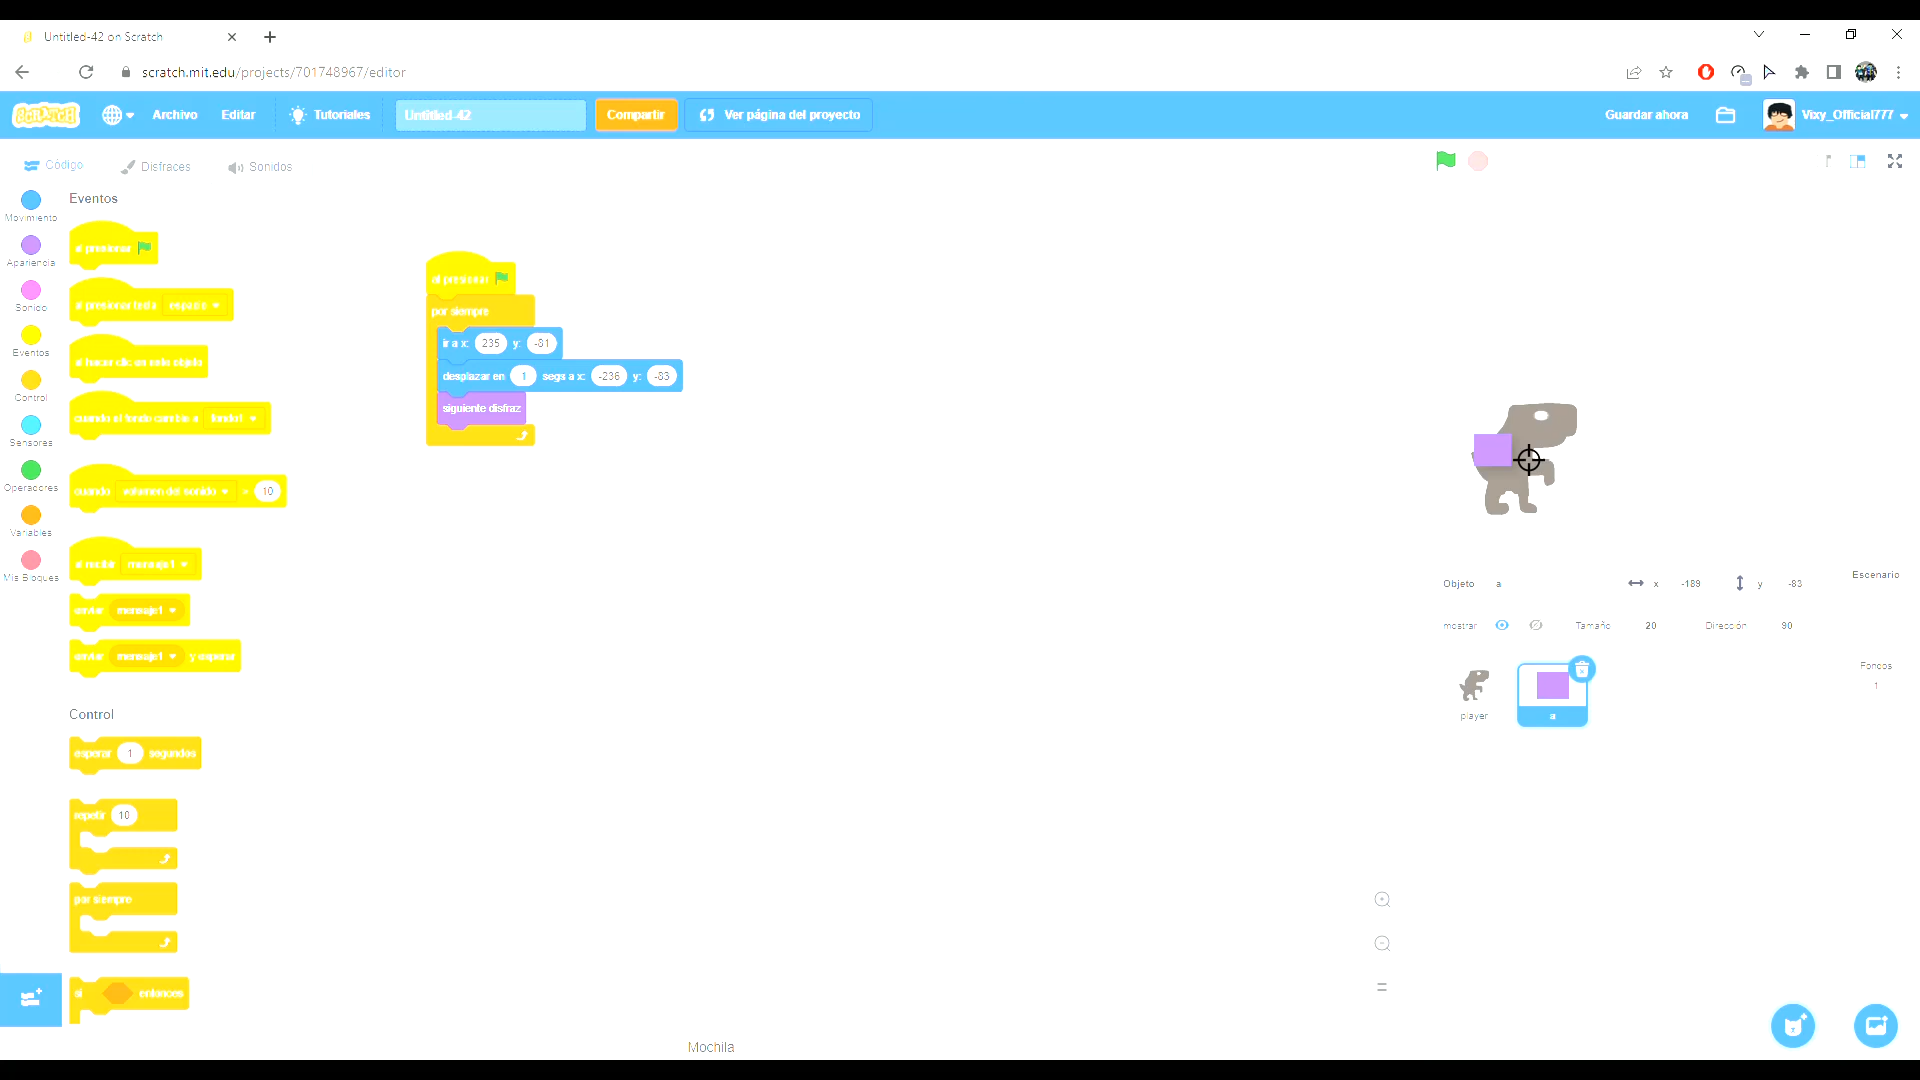 Untitled-42 on Scratch
scratch.mit.edu/projects/701748967/editor
SCRATCH
Archivo
Editar
Tutoriales
Untitled-42
Compartir
Ver página del proyecto
Guardar ahora
Vixy_Official777
Código
Disfraces
Sonidos
Movimiento
Apariencia
Sonido
Eventos
Control
Sensores
Operadores
Variables
Mis Bloques
Eventos
al presionar
al presionar tecla espacio
al hacer clic en este objeto
cuando el fondo cambie a fondo1
cuando volumen del sonido > 10
al recibir mensaje1
enviar mensaje1
enviar mensaje1 y esperar
Control
esperar 1 segundos
repetir 10
por siempre
si entonces
al presionar
por siempre
ir a x: 235 y: -81
desplazar en 1 segs a x: -236 y: -83
siguiente disfraz
Mochila
Objeto a x -189 y -83
mostrar Tamaño 20 Dirección 90
player
a
Escenario
Fondos
1